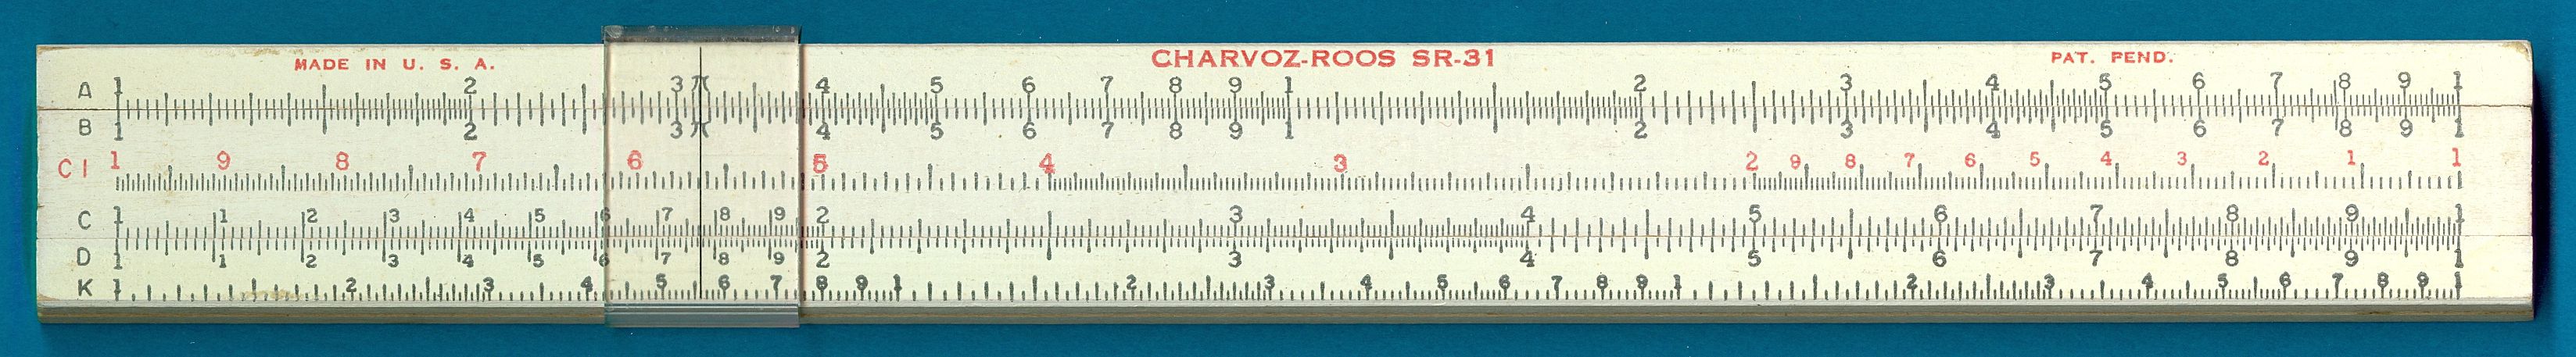 MADE IN U. S. A. CHARVOZ-ROOS SR-31 PAT. PEND.
A 1 2 3 π 4 5 6 7 8 9 1 2 3 4 5 6 7 8 9 1
B 1 2 3 π 4 5 6 7 8 9 1 2 3 4 5 6 7 8 9 1
CI 1 9 8 7 6 5 4 3 2 9 8 7 6 5 4 3 2 1 1
C 1 1 2 3 4 5 6 7 8 9 2 3 4 5 6 7 8 9 1
D 1 1 2 3 4 5 6 7 8 9 2 3 4 5 6 7 8 9 1
K 1 2 3 4 5 6 7 8 9 1 2 3 4 5 6 7 8 9 1 2 3 4 5 6 7 8 9 1